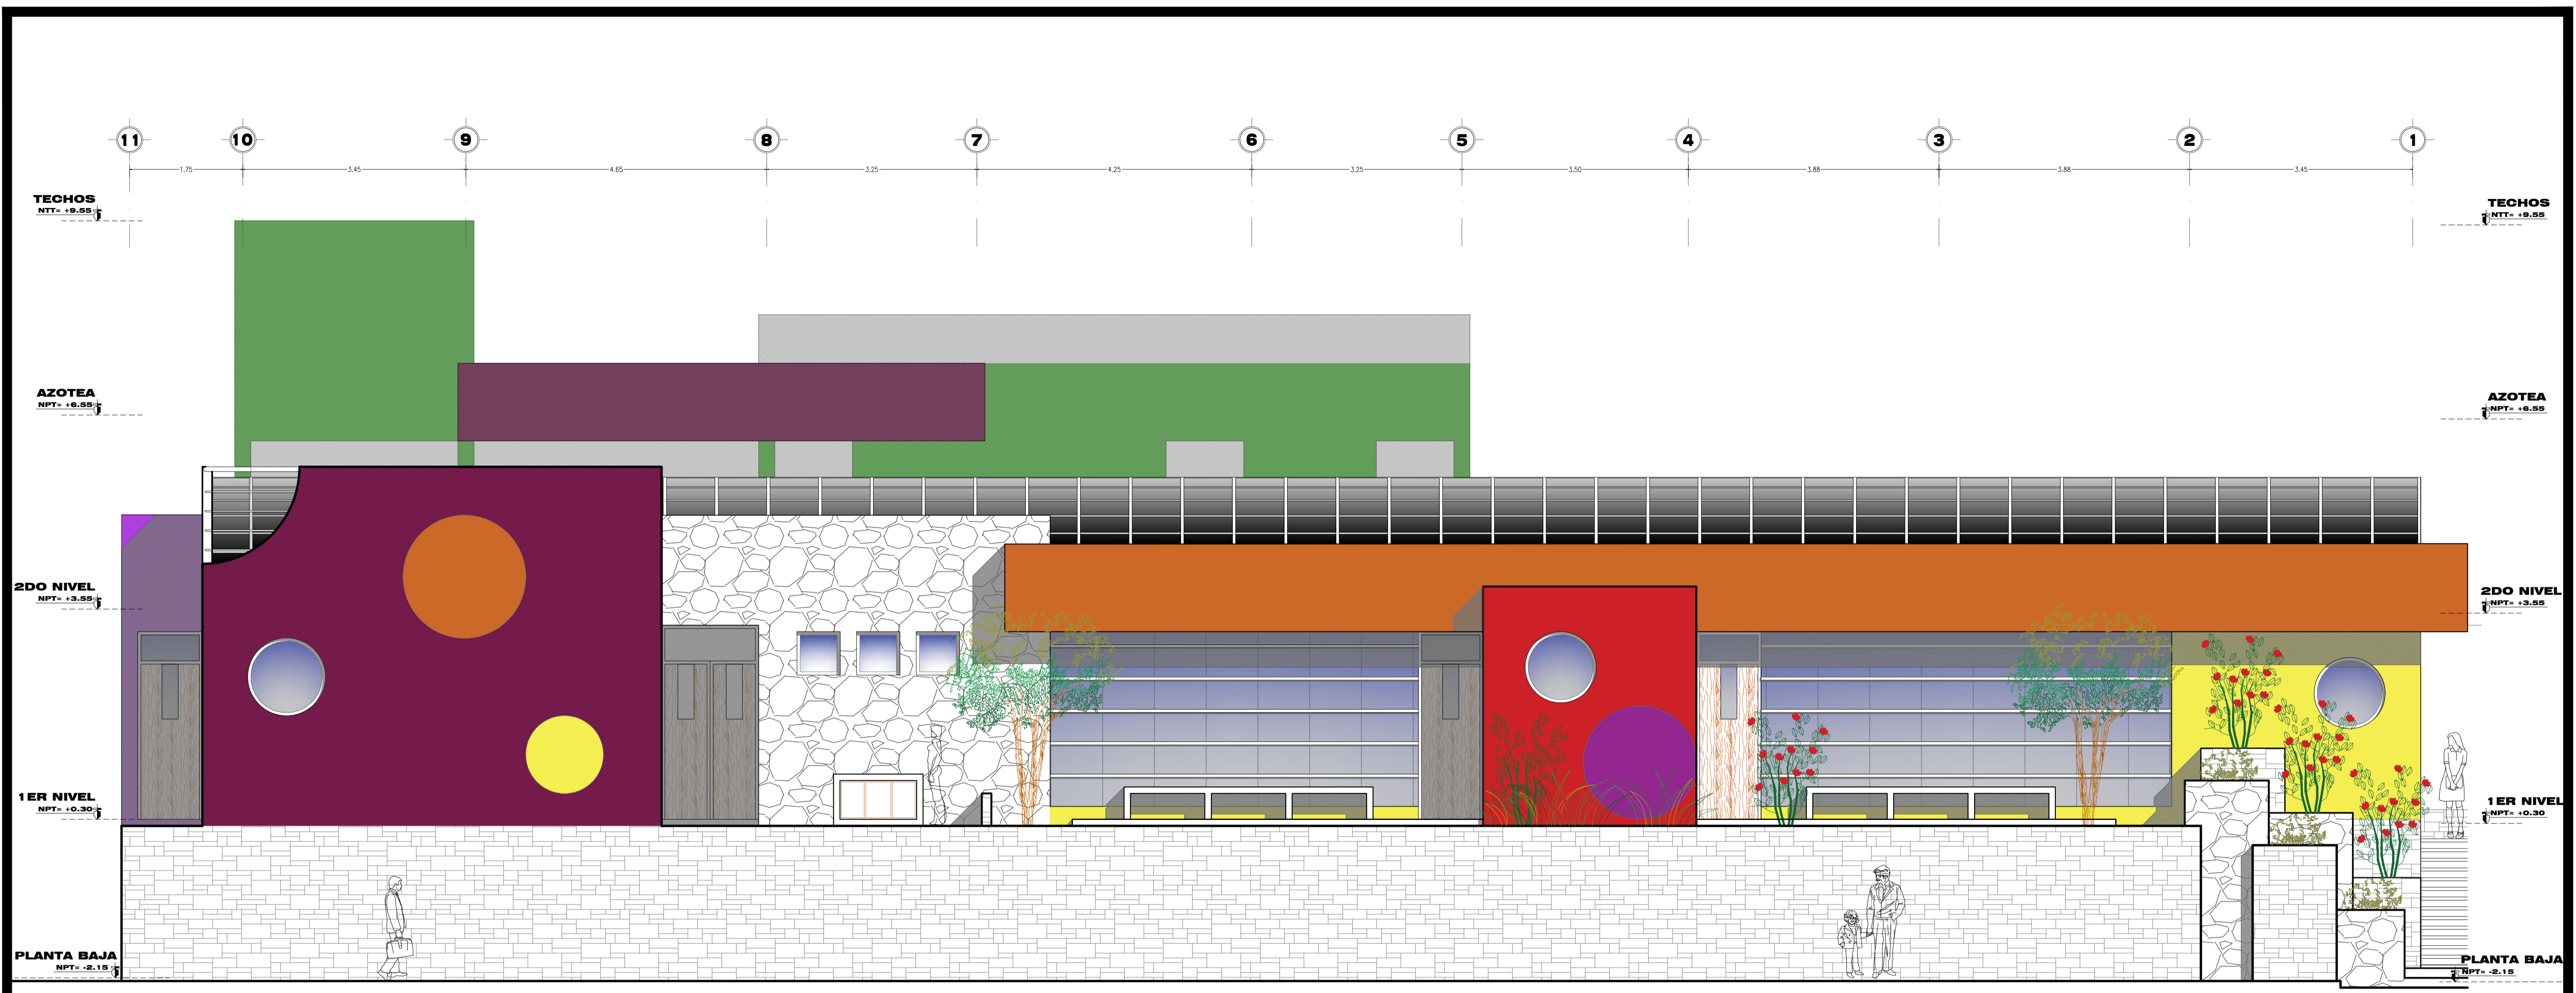 11 10 9 8 7 6 5 4 3 2 1
1.75 3.45 4.65 3.25 4.25 3.25 3.50 3.88 3.88 3.45
TECHOS
NTT= +9.55
TECHOS
NTT= +9.55
AZOTEA
NPT= +6.55
AZOTEA
NPT= +6.55
2DO NIVEL
NPT= +3.55
2DO NIVEL
NPT= +3.55
1ER NIVEL
NPT= +0.30
1ER NIVEL
NPT= +0.30
PLANTA BAJA
NPT= -2.15
PLANTA BAJA
NPT= -2.15